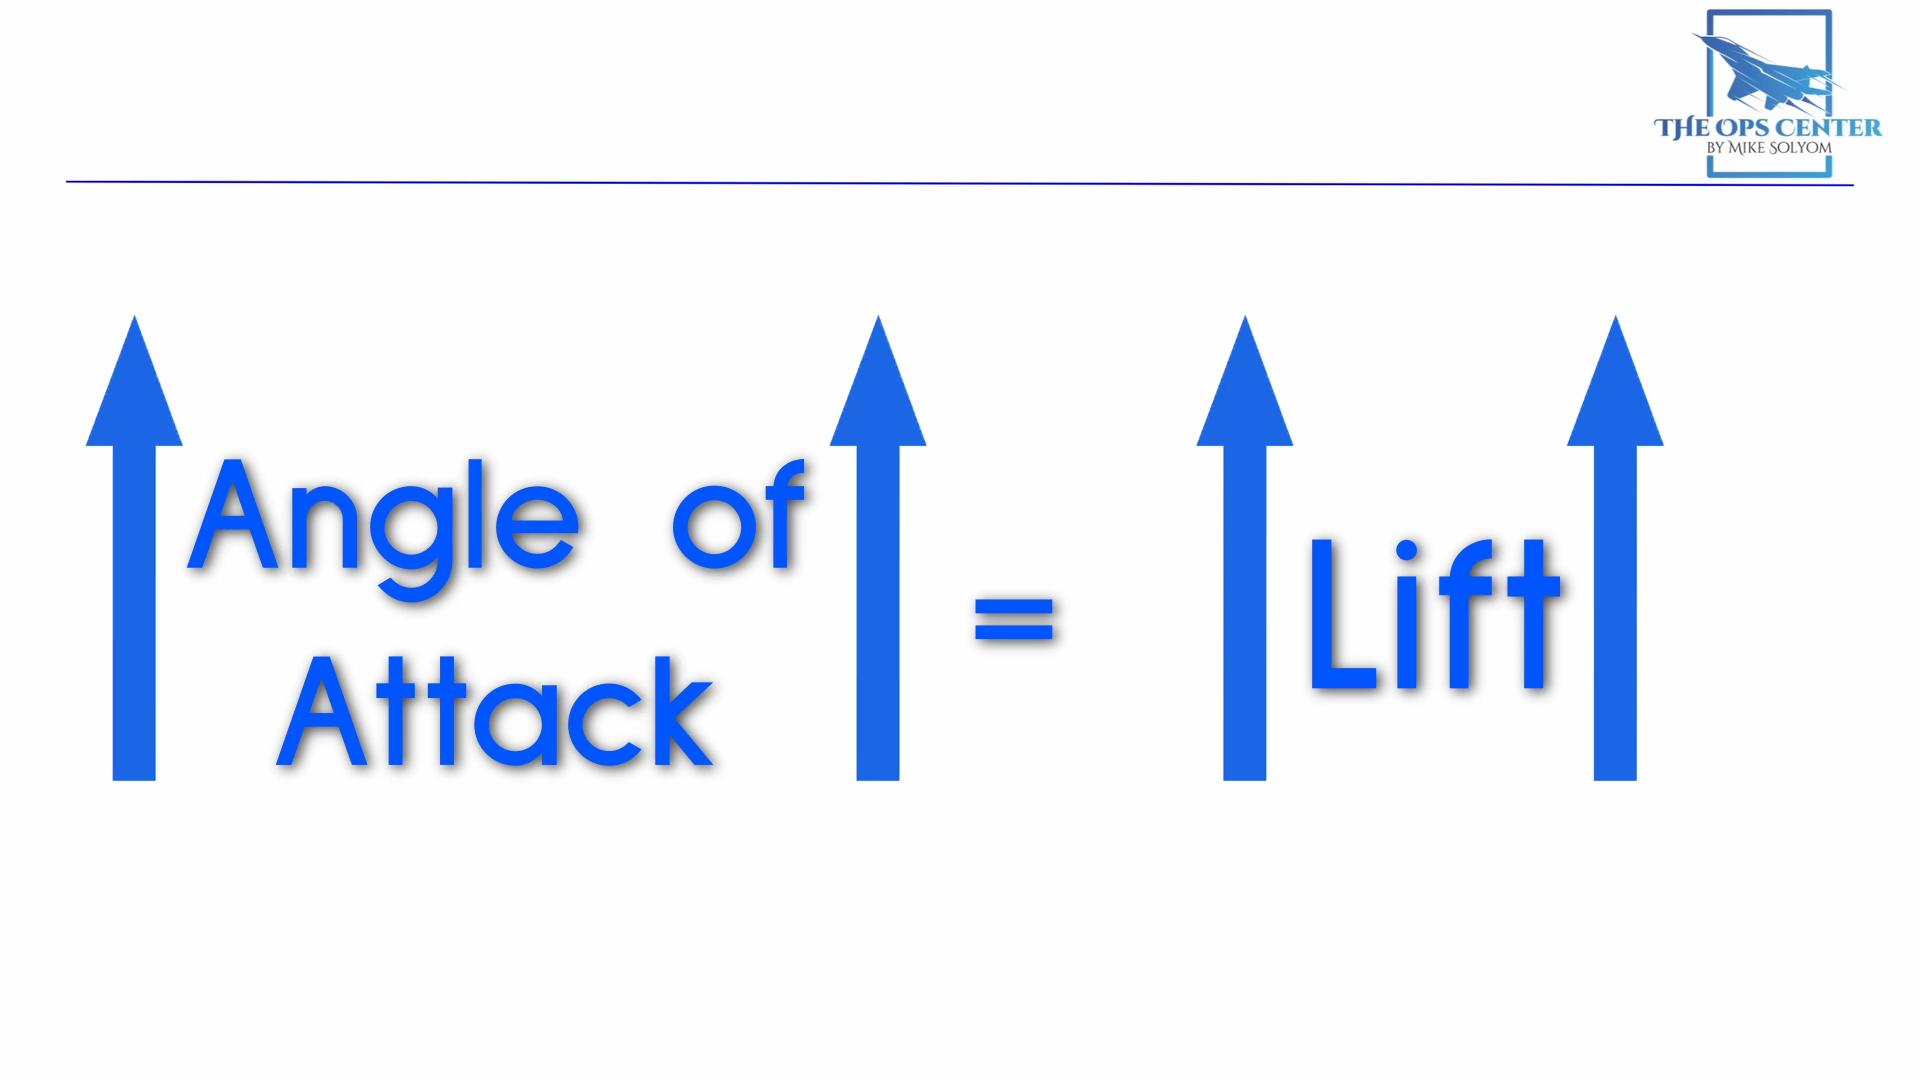 THE OPS CENTER
BY MIKE SOLYOM
Angle of
Attack
=
Lift